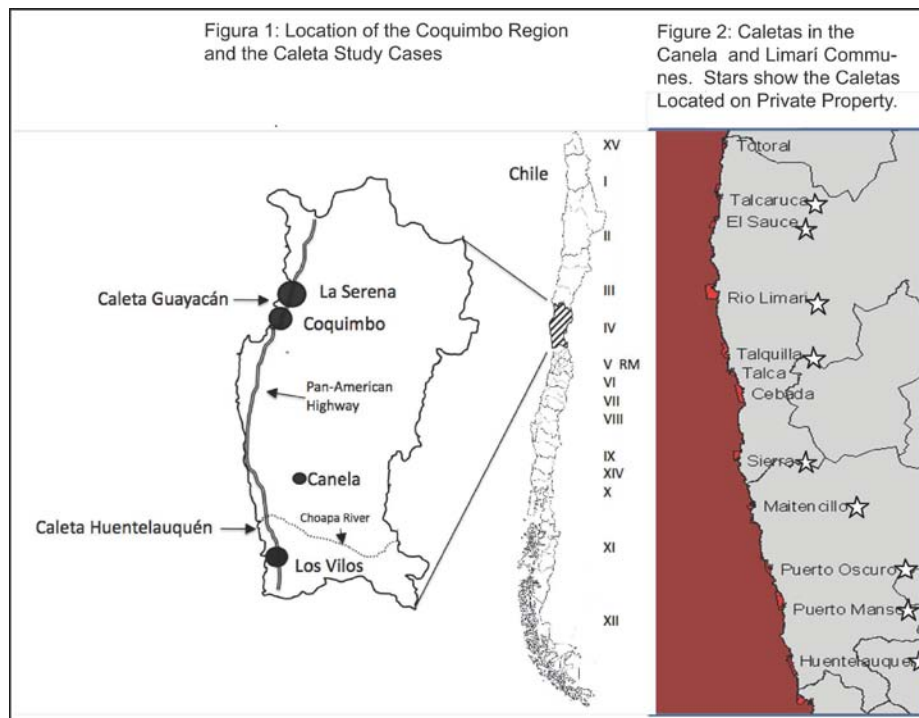 Figura 1: Location of the Coquimbo Region
and the Caleta Study Cases
Figure 2: Caletas in the
Canela and Limarí Commu-
nes. Stars show the Caletas
Located on Private Property.
Chile
XV
I
II
III
IV
V RM
VI
VII
VIII
IX
XIV
X
XI
XII
Caleta Guayacán
La Serena
Coquimbo
Pan-American
Highway
Canela
Caleta Huentelauquén
Choapa River
Los Vilos
Totoral
Talcaruca
El Sauce
Rio Limari
Talquilla
Talca
Cebada
Sierras
Maitencillo
Puerto Oscuro
Puerto Manso
Huentelauquen